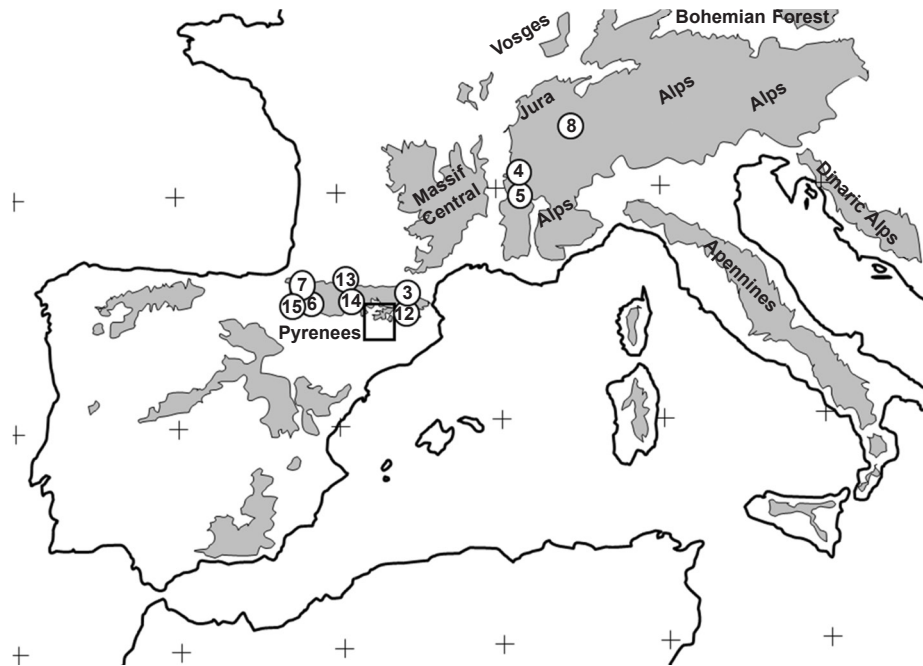 Bohemian Forest
Vosges
Alps
Alps
Jura
8
4
Massif
Central
5
Alps
Dinaric Alps
Apennines
13
7
3
14
15
6
12
Pyrenees